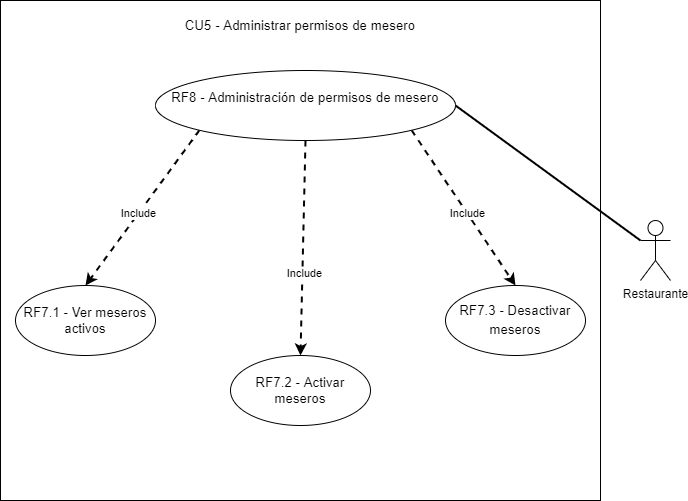 CU5 - Administrar permisos de mesero
RF8 - Administración de permisos de mesero
Include
Include
Include
RF7.1 - Ver meseros
activos
RF7.2 - Activar
meseros
RF7.3 - Desactivar
meseros
Restaurante